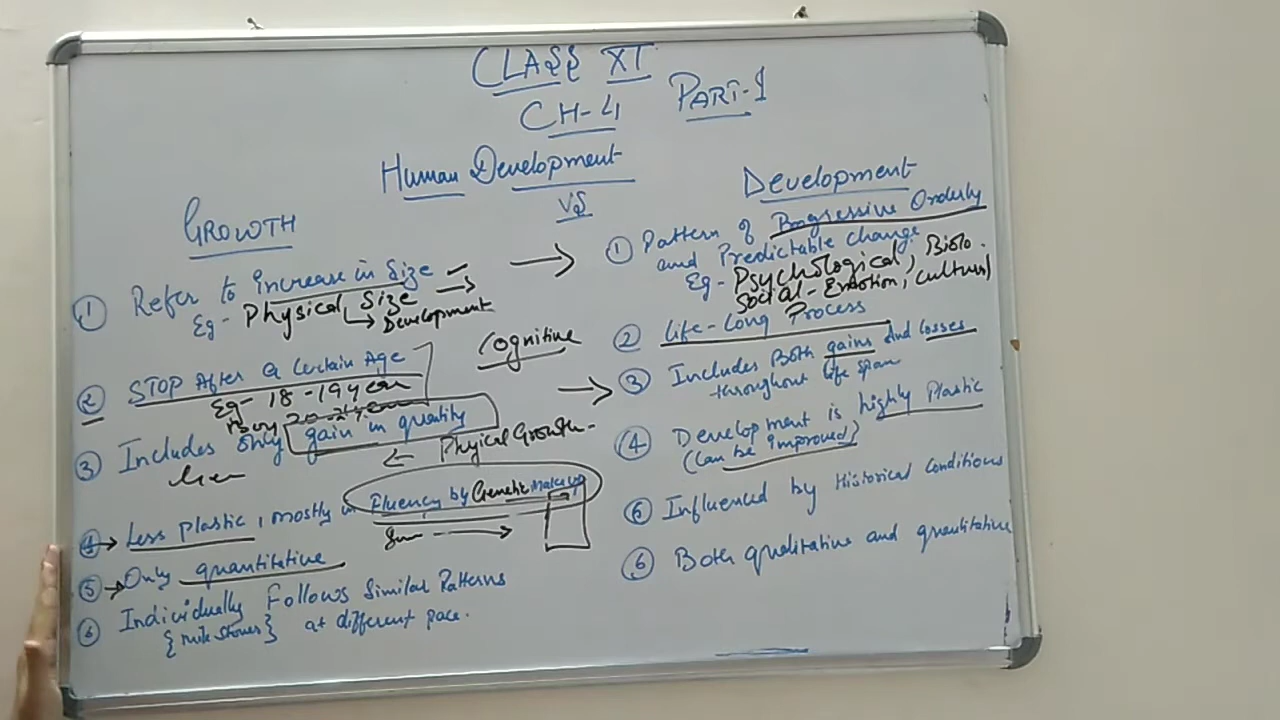 CLASS XI
CH-4 PART-1
Human Development
VS
GROWTH
① Refer to Increase in Size
Eg- Physical Size →
↳ Development
② STOP After a Certain Age
Eg- 18-19 year
③ Includes only gain in quantity
← Physical Growth-
④→ Less plastic, mostly in Fluency by Genetic Makeup
⑤→ Only quantitative
⑥ Individually Follows Similar Patterns
{mile stones} at different pace.
Cognitive
Development
① Pattern of Progressive Orderly
and Predictable change
Eg- Psychological, Biolo.
Social-Emotion, Cultural
② Life-Long Process
③ Includes Both gains and losses
throughout life span
④ Development is highly Plastic
(Can be Improved)
⑤ Influenced by Historical Conditions
⑥ Both qualitative and quantitative